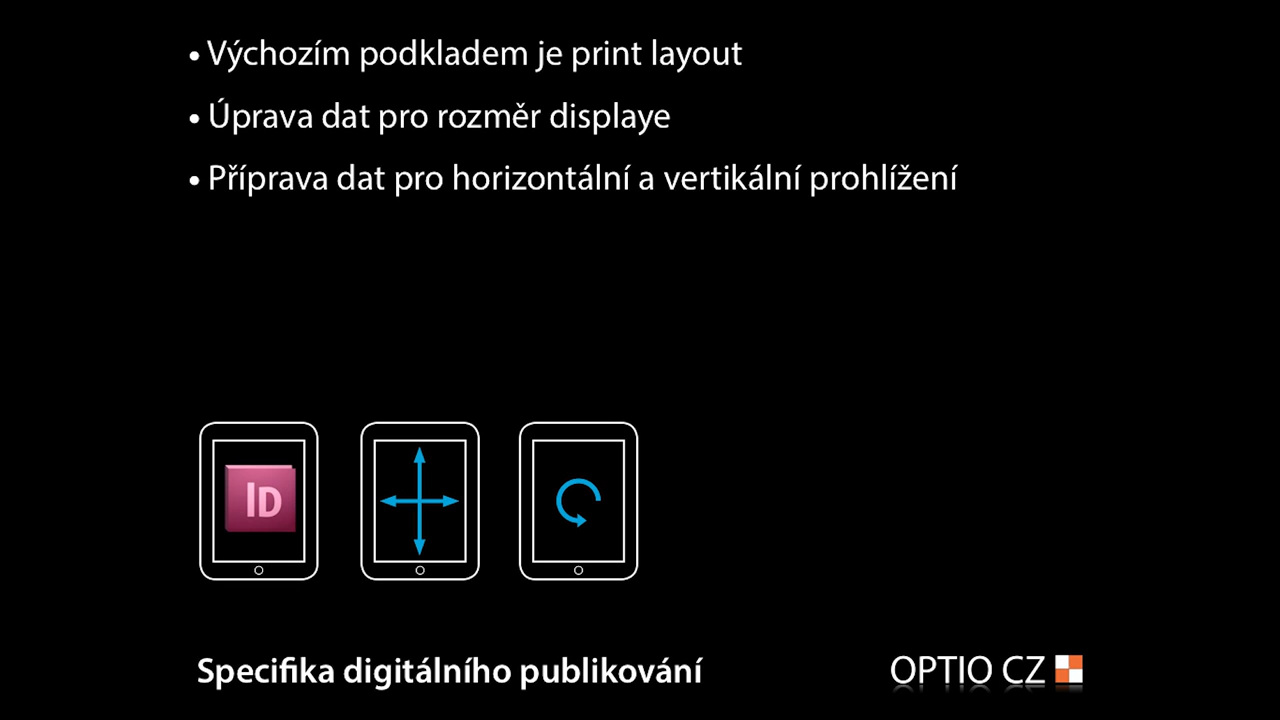 • Výchozím podkladem je print layout
• Úprava dat pro rozměr displaye
• Příprava dat pro horizontální a vertikální prohlížení
ID
Specifika digitálního publikování
OPTIO CZ